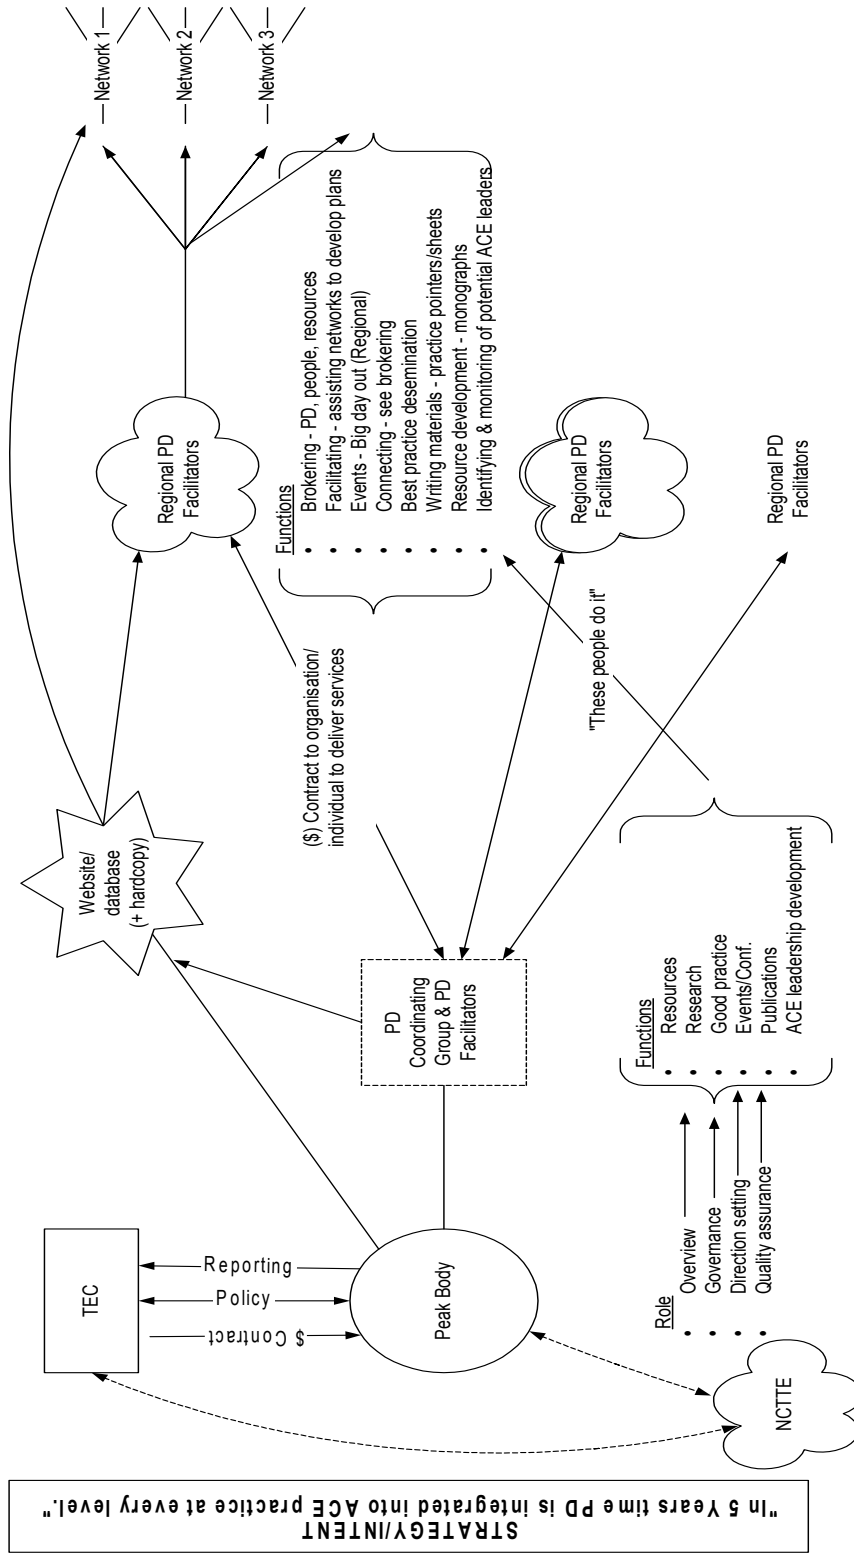 STRATEGY/INTENT
"In 5 Years time PD is integrated into ACE practice at every level."
TEC
$ Contract
Policy
Reporting
Peak Body
NCTTE
Role
• Overview
• Governance
• Direction setting
• Quality assurance
Functions
• Resources
• Research
• Good practice
• Events/Conf.
• Publications
• ACE leadership development
PD
Coordinating
Group & PD
Facilitators
Website/
database
(+ hardcopy)
($) Contract to organisation/
individual to deliver services
"These people do it"
Regional PD
Facilitators
Functions
• Brokering - PD, people, resources
• Facilitating - assisting networks to develop plans
• Events - Big day out (Regional)
• Connecting - see brokering
• Best practice desemination
• Writing materials - practice pointers/sheets
• Resource development - monographs
• Identifying & monitoring of potential ACE leaders
Regional PD
Facilitators
Regional PD
Facilitators
Network 1
Network 2
Network 3